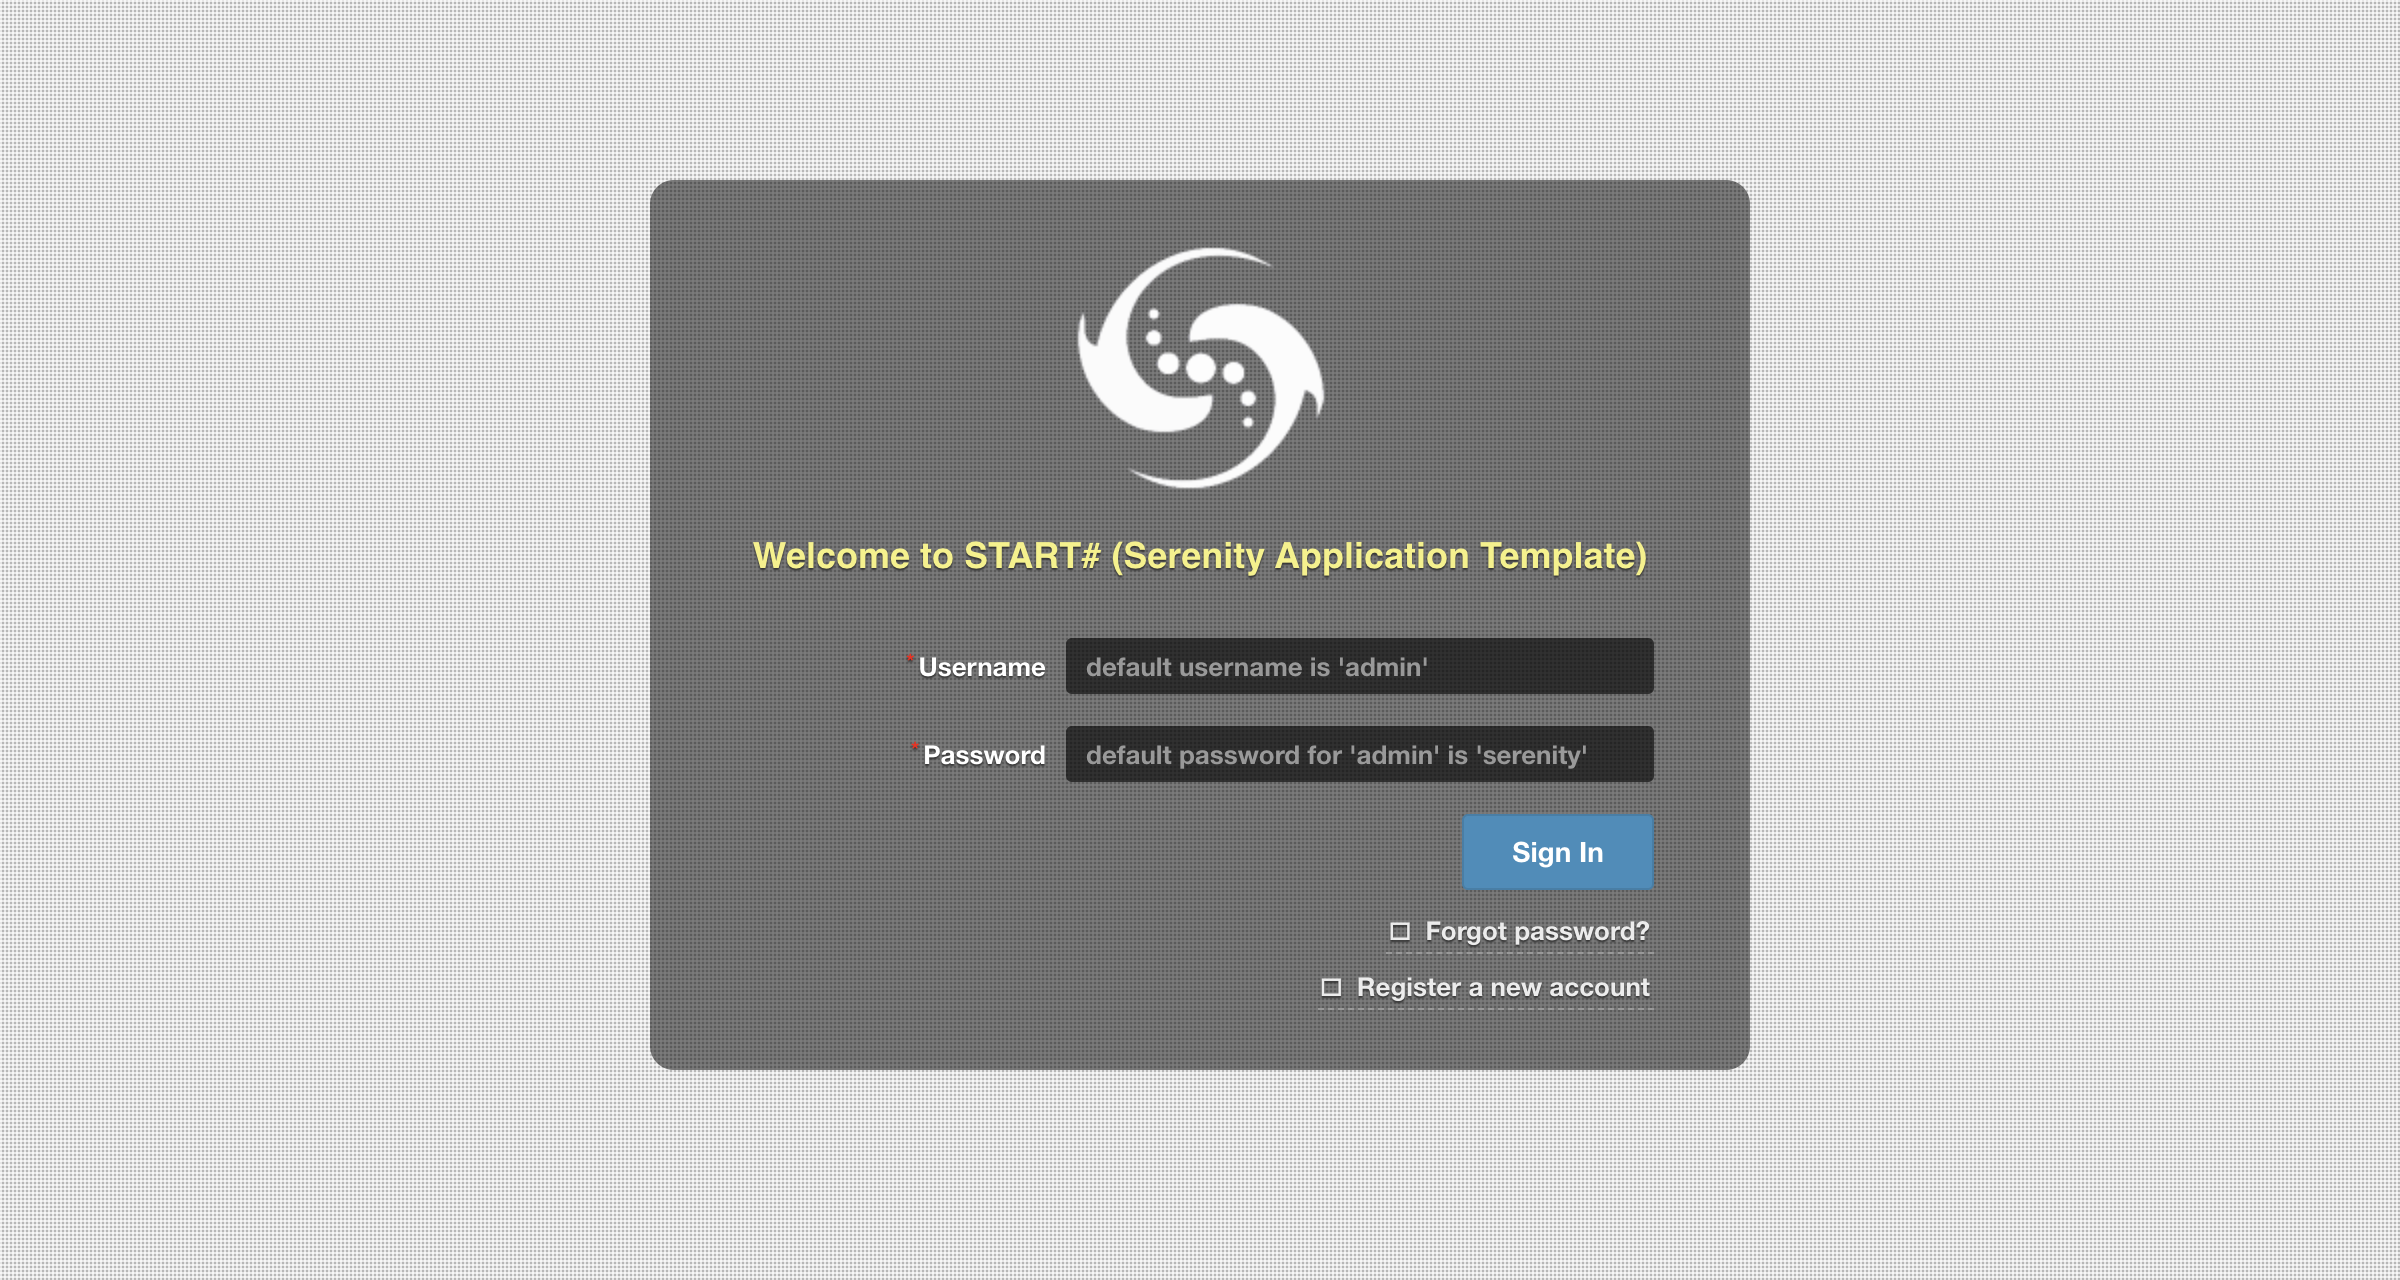 Welcome to START# (Serenity Application Template)
* Username
default username is 'admin'
* Password
default password for 'admin' is 'serenity'
Sign In
Forgot password?
Register a new account